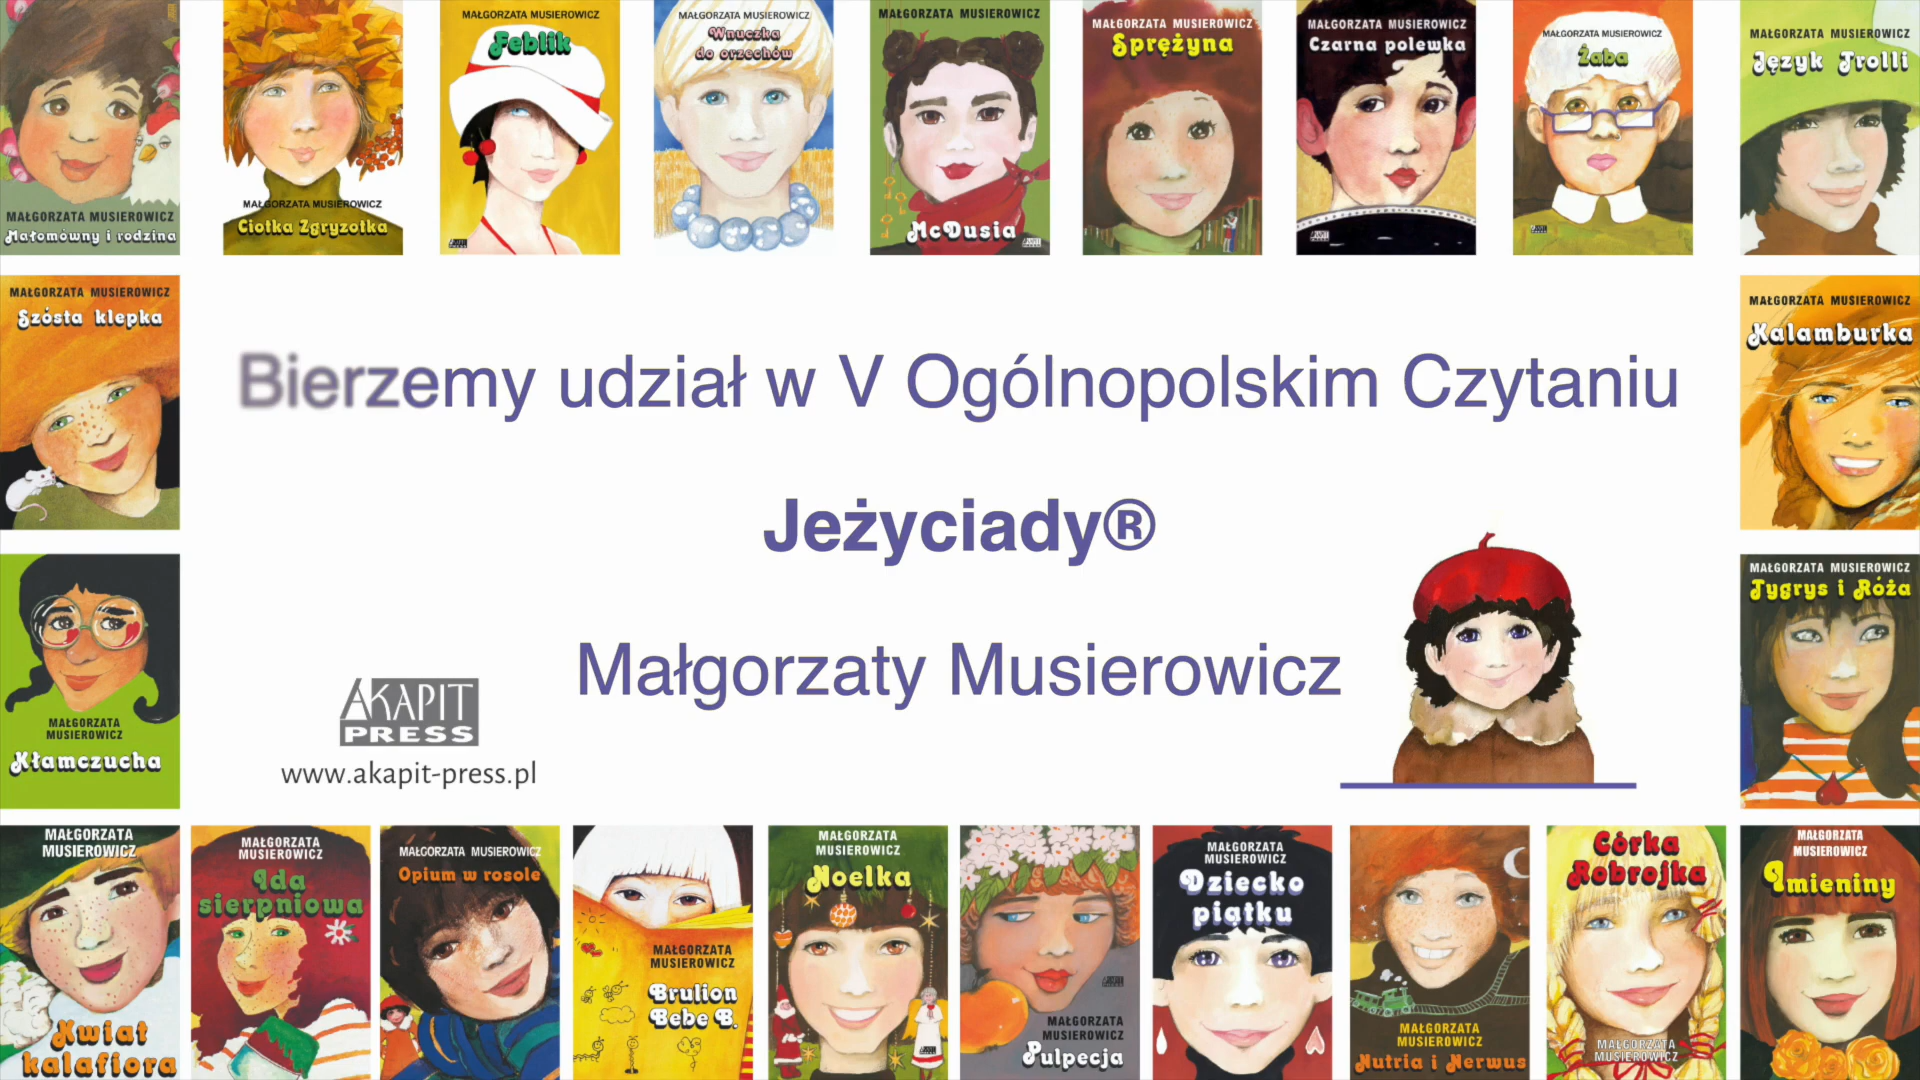 MAŁGORZATA MUSIEROWICZ
Małomówny i rodzina
MAŁGORZATA MUSIEROWICZ
Ciotka Zgryzotka
MAŁGORZATA MUSIEROWICZ
Feblik
MAŁGORZATA MUSIEROWICZ
Wnuczka
do orzechów
MAŁGORZATA MUSIEROWICZ
McDusia
MAŁGORZATA MUSIEROWICZ
Sprężyna
MAŁGORZATA MUSIEROWICZ
Czarna polewka
MAŁGORZATA MUSIEROWICZ
Żaba
MAŁGORZATA MUSIEROWICZ
Język Trolli
MAŁGORZATA MUSIEROWICZ
Szósta klepka
MAŁGORZATA MUSIEROWICZ
Kalamburka
Bierzemy udział w V Ogólnopolskim Czytaniu
Jeżyciady®
Małgorzaty Musierowicz
AKAPIT
PRESS
www.akapit-press.pl
MAŁGORZATA
MUSIEROWICZ
Kłamczucha
MAŁGORZATA MUSIEROWICZ
Tygrys i Róża
MAŁGORZATA
MUSIEROWICZ
Kwiat
kalafiora
MAŁGORZATA
MUSIEROWICZ
Ida
sierpniowa
MAŁGORZATA MUSIEROWICZ
Opium w rosole
MAŁGORZATA
MUSIEROWICZ
Brulion
Bebe B.
MAŁGORZATA
MUSIEROWICZ
Noelka
MAŁGORZATA
MUSIEROWICZ
Pulpecja
MAŁGORZATA
MUSIEROWICZ
Dziecko
piątku
MAŁGORZATA
MUSIEROWICZ
Nutria i Nerwus
Córka
Robrojka
MAŁGORZATA
MUSIEROWICZ
MAŁGORZATA
MUSIEROWICZ
Imieniny